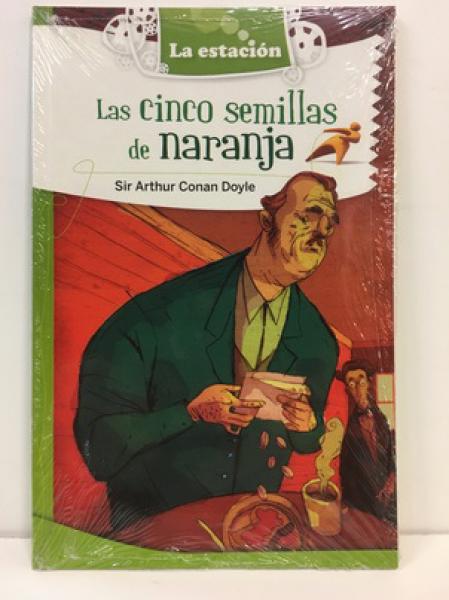 La estación
Las cinco semillas
de naranja
Sir Arthur Conan Doyle